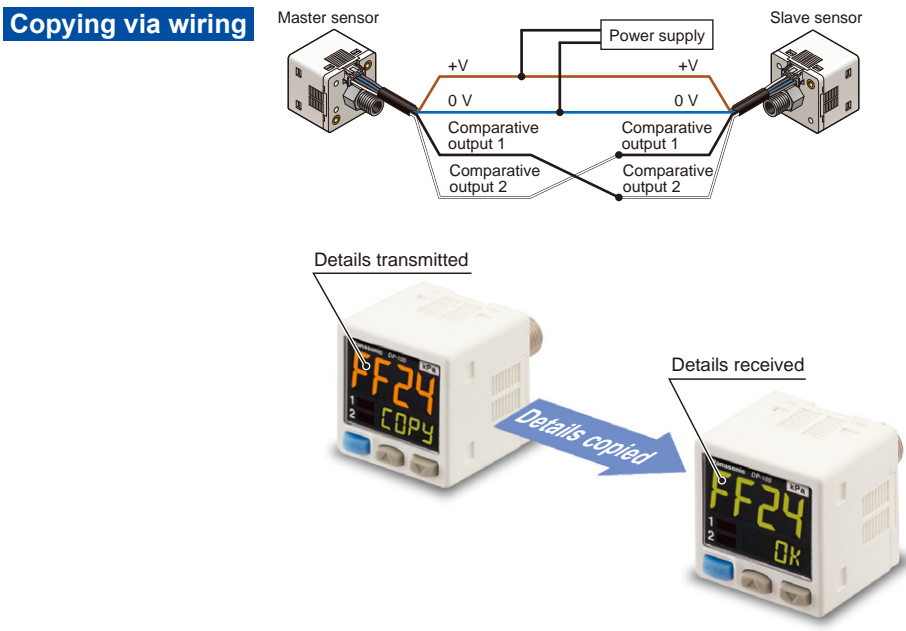 Copying via wiring
Master sensor
Slave sensor
Power supply
+V
+V
0 V
0 V
Comparative
output 1
Comparative
output 1
Comparative
output 2
Comparative
output 2
Details transmitted
Panasonic DP-100
kPa
FF24
1
2
COPY
Details copied
Details received
Panasonic DP-100
kPa
FF24
1
2
OK